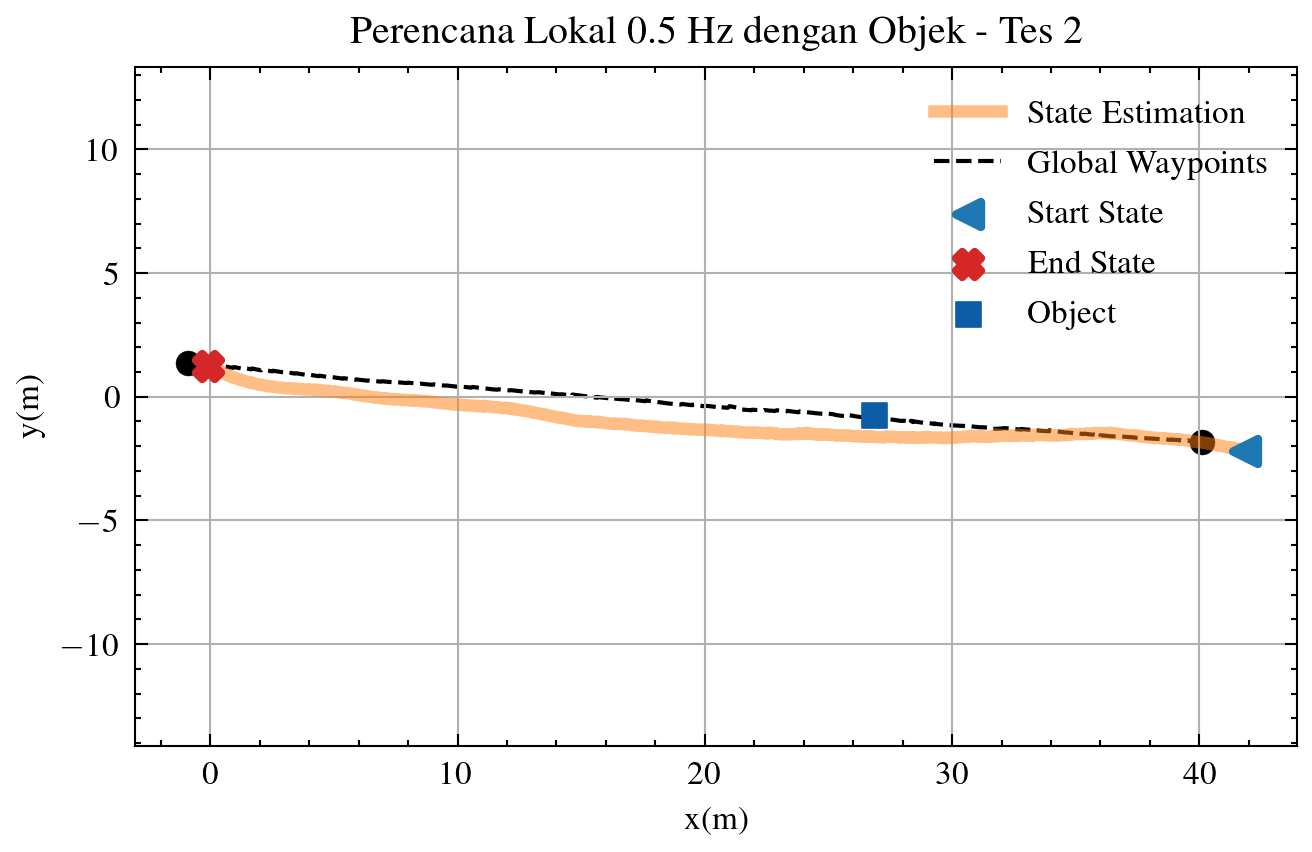 Perencana Lokal 0.5 Hz dengan Objek - Tes 2
State Estimation
Global Waypoints
Start State
End State
Object
10
5
0
−5
−10
y(m)
0
10
20
30
40
x(m)